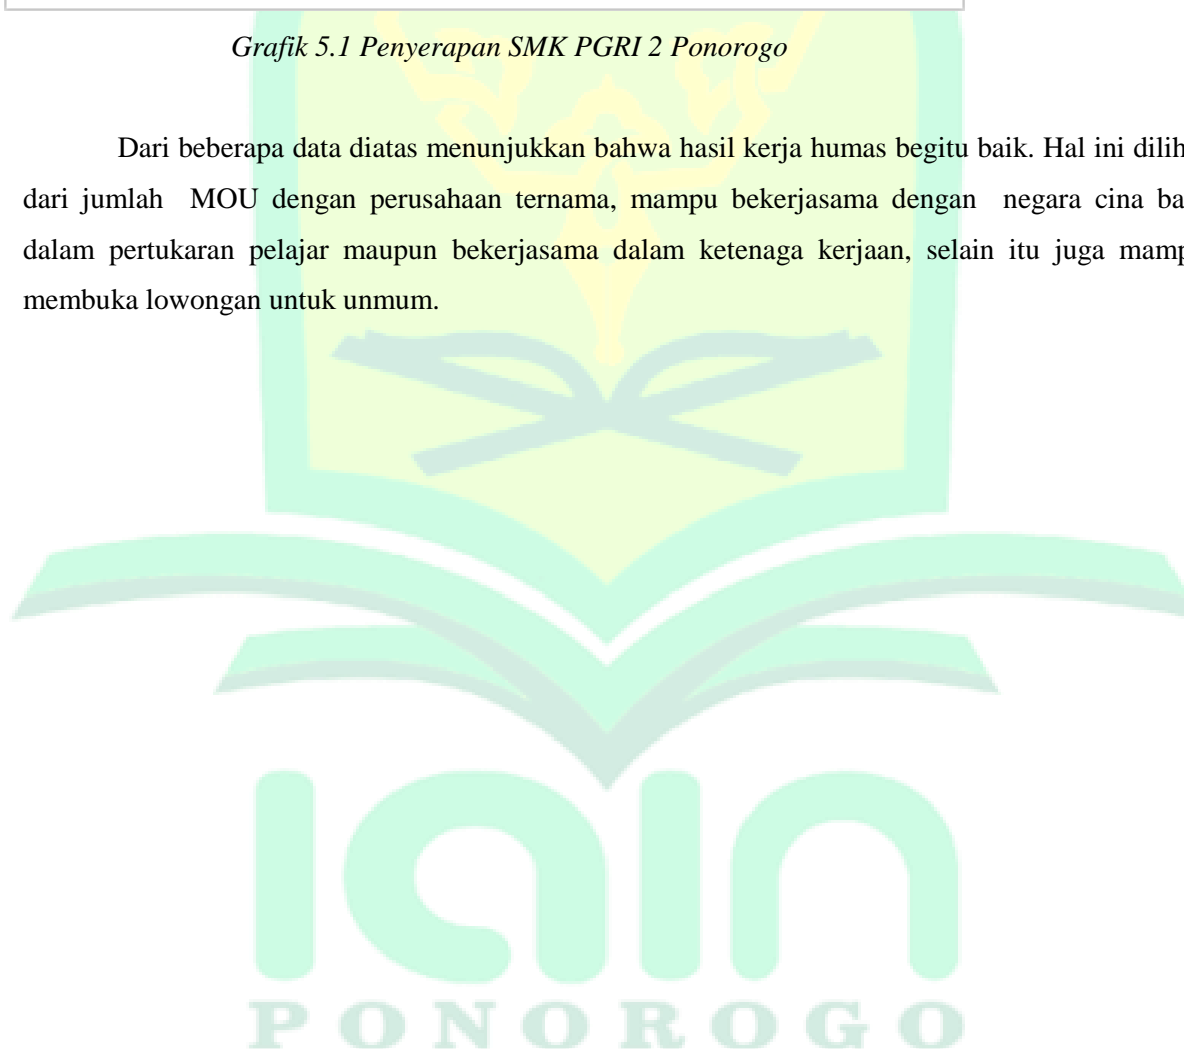 Grafik 5.1 Penyerapan SMK PGRI 2 Ponorogo
Dari beberapa data diatas menunjukkan bahwa hasil kerja humas begitu baik. Hal ini dilih
dari jumlah MOU dengan perusahaan ternama, mampu bekerjasama dengan negara cina ba
dalam pertukaran pelajar maupun bekerjasama dalam ketenaga kerjaan, selain itu juga mamp
membuka lowongan untuk unmum.
iain
PONOROGO